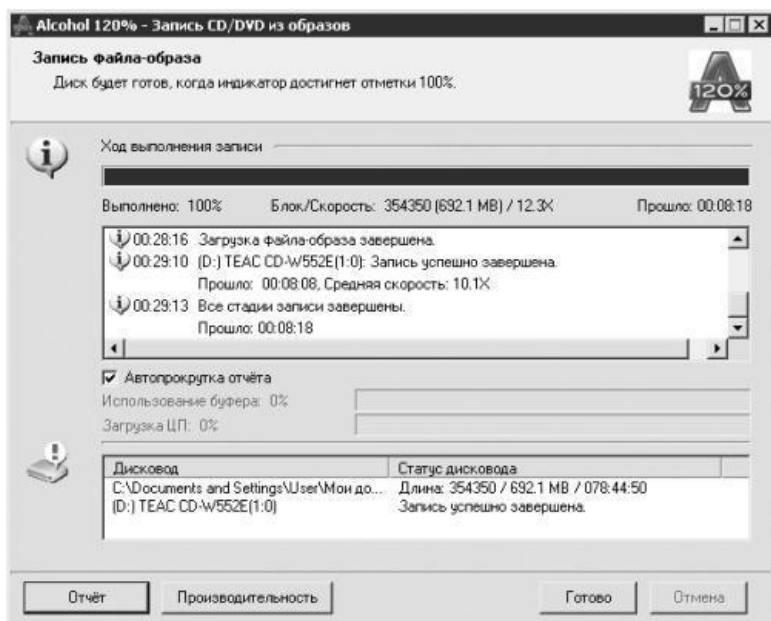 Alcohol 120% - Запись CD/DVD из образов
Запись файла-образа
Диск будет готов, когда индикатор достигнет отметки 100%.
120%
Ход выполнения записи
Выполнено: 100% Блок/Скорость: 354350 (692.1 MB) / 12.3X Прошло: 00:08:18
00:28:16 Загрузка файла-образа завершена.
00:29:10 (D:) TEAC CD-W552E(1:0): Запись успешно завершена.
Прошло: 00:08:08, Средняя скорость: 10.1X
00:29:13 Все стадии записи завершены.
Прошло: 00:08:18
Автопрокрутка отчёта
Использование буфера: 0%
Загрузка ЦП: 0%
Дисковод Статус дисковода
C:\Documents and Settings\User\Мои до... Длина: 354350 / 692.1 MB / 078:44:50
(D:) TEAC CD-W552E(1:0) Запись успешно завершена.
Отчёт Производительность Готово Отмена